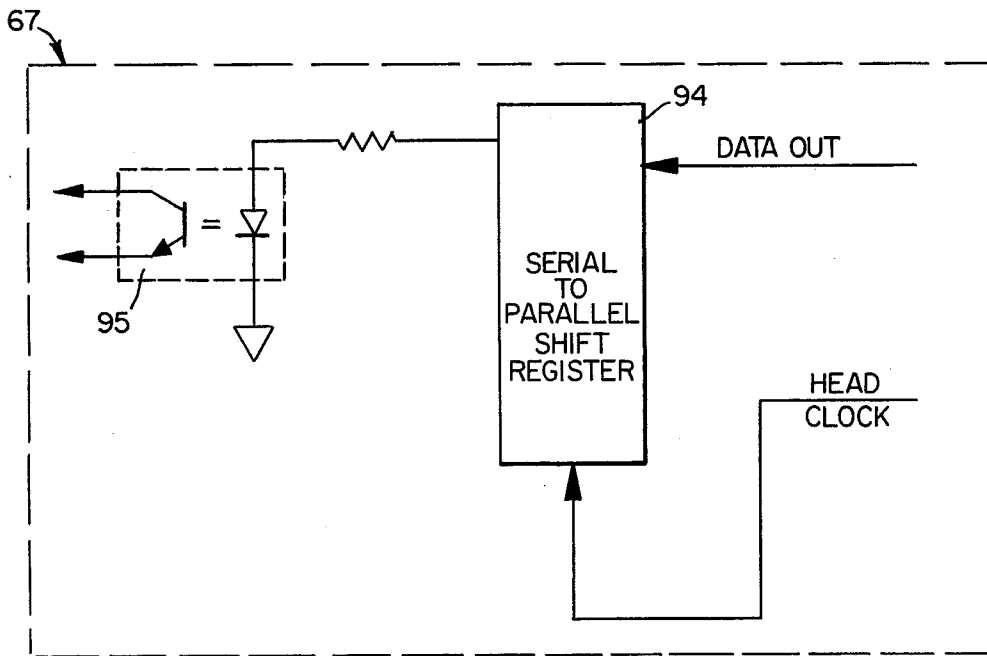 67
94
DATA OUT
SERIAL
TO
PARALLEL
SHIFT
REGISTER
95
=
HEAD
CLOCK